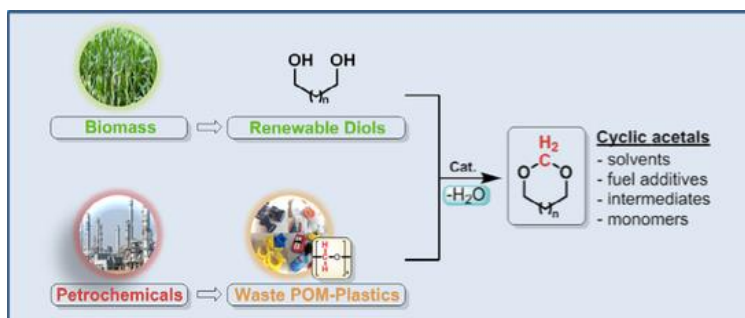 OH OH
( )n
Biomass
Renewable Diols
H2
C
O O
( )n
Cat.
-H2O
Cyclic acetals
- solvents
- fuel additives
- intermediates
- monomers
H
C O
H
n
Petrochemicals
Waste POM-Plastics